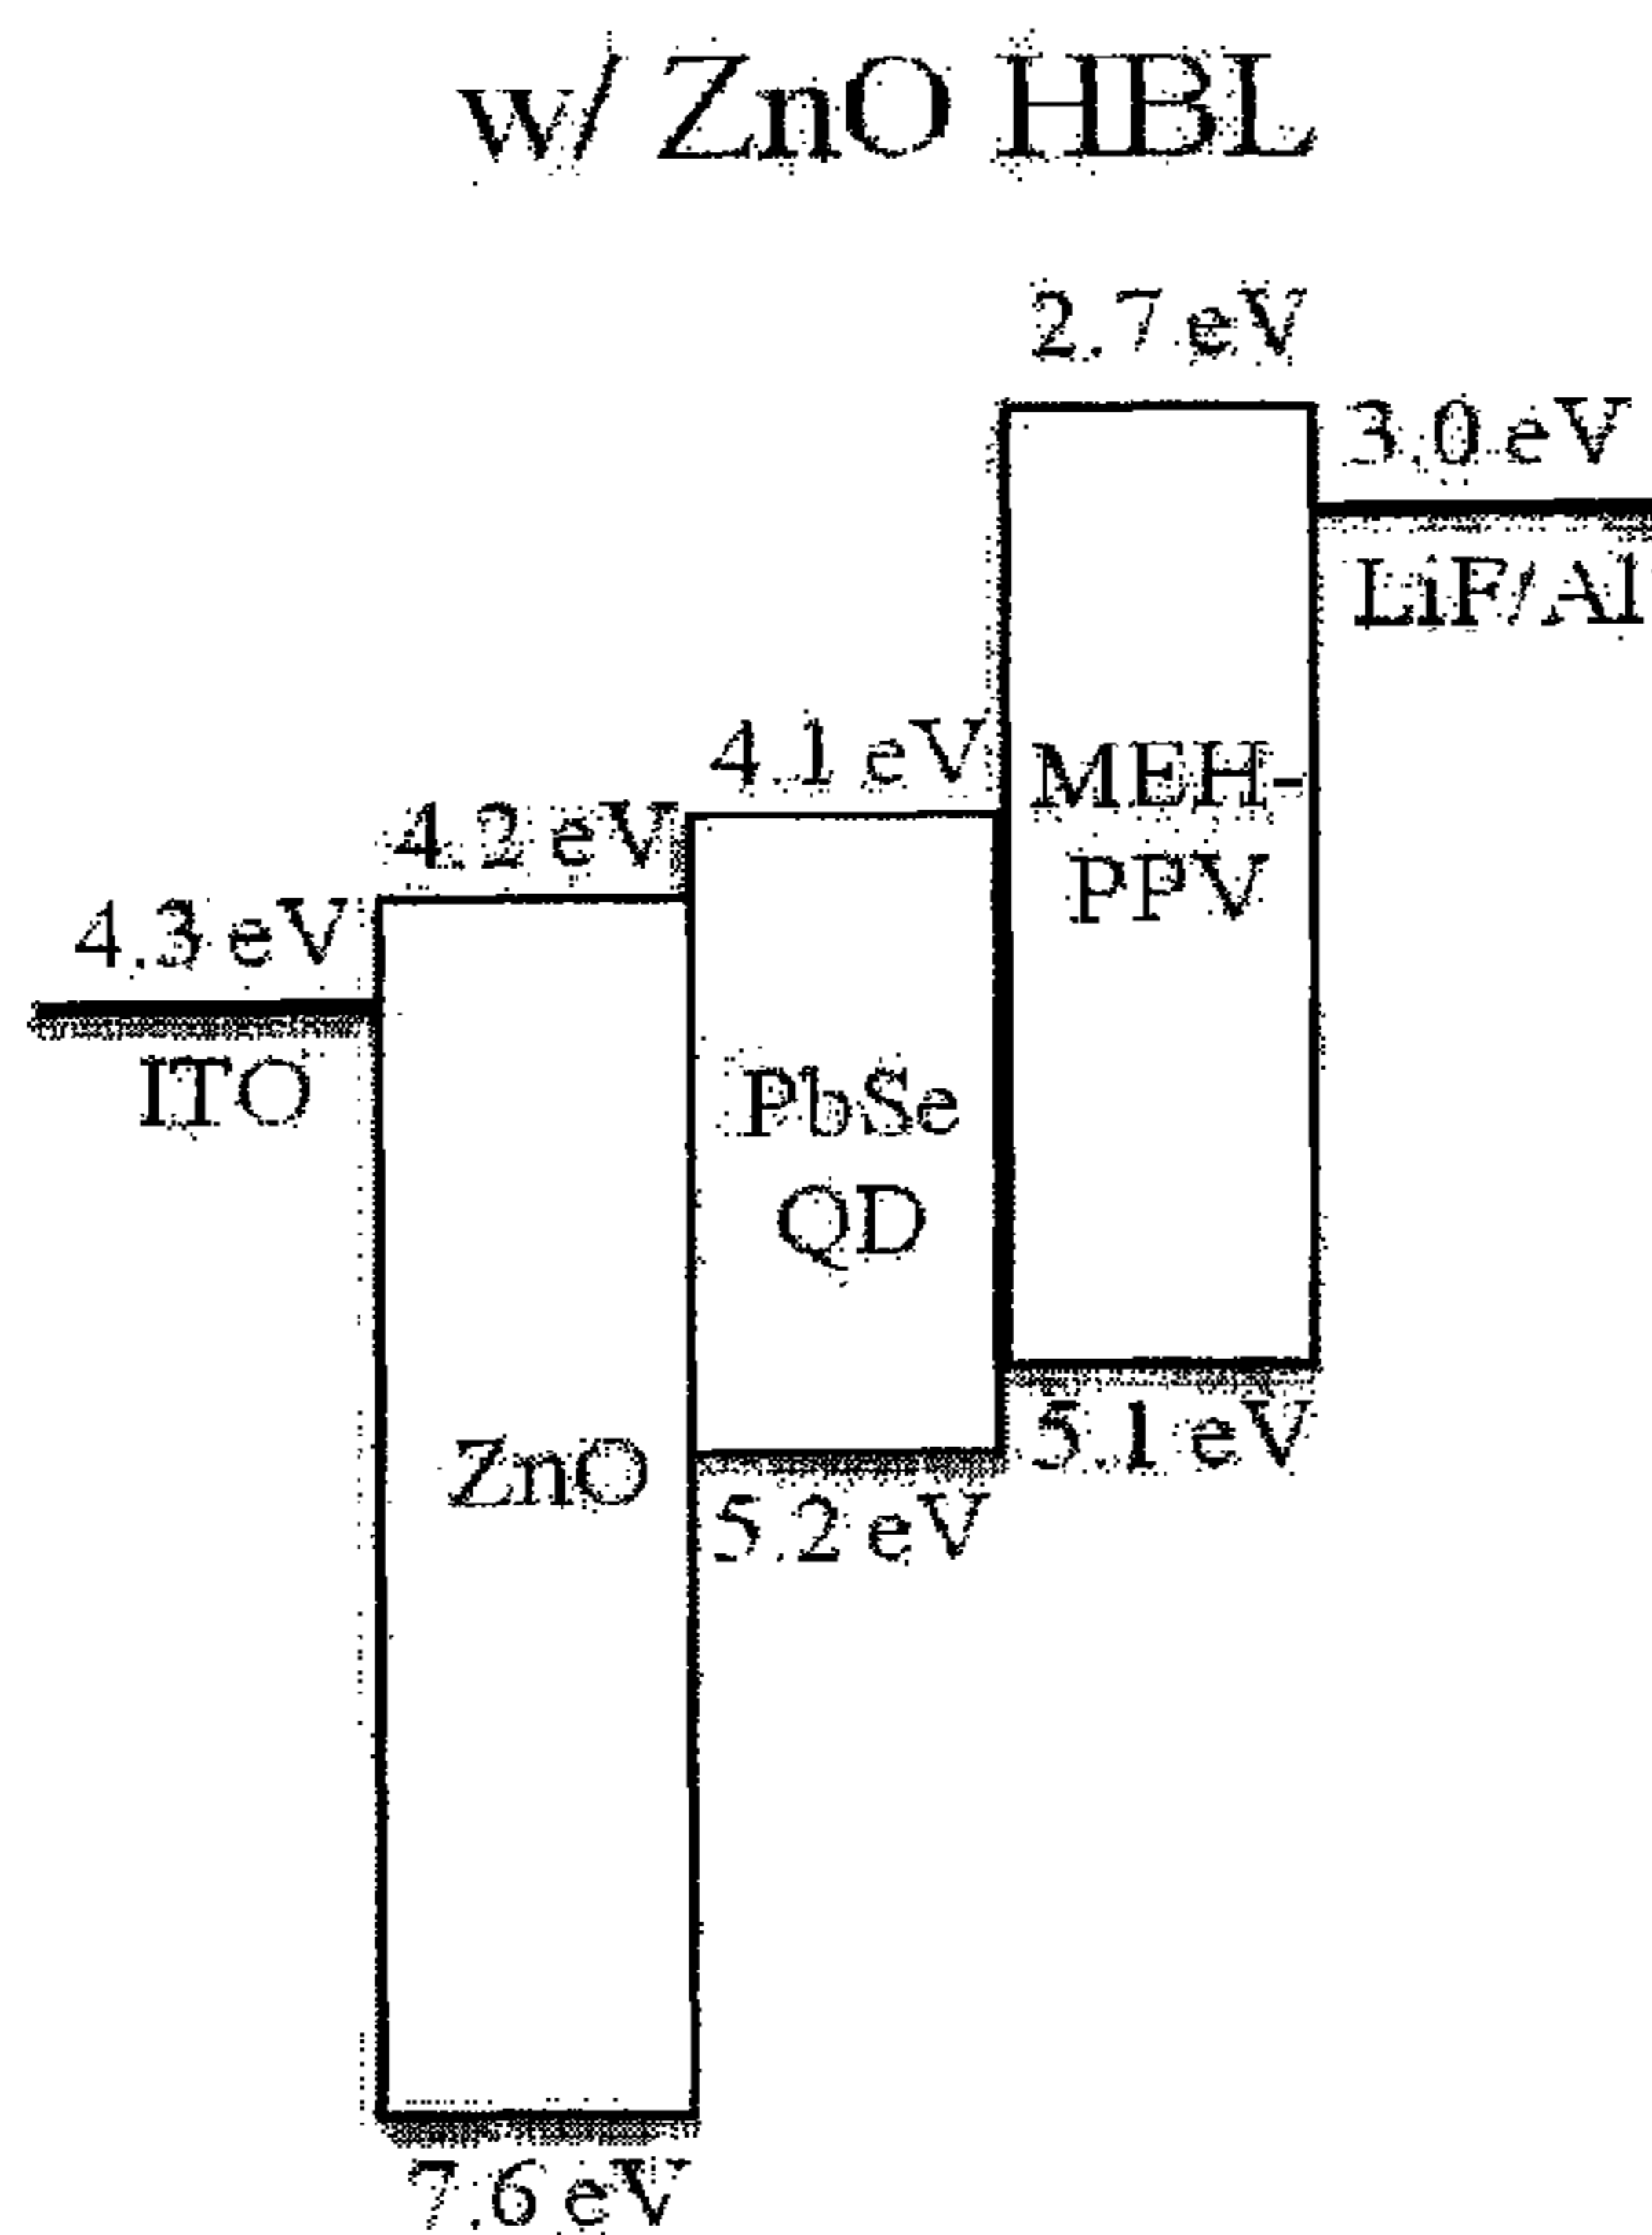 w/ ZnO HBL
2.7 eV
3.0 eV
LiF/Al
4.1 eV
MEH-
PPV
4.2 eV
4.3 eV
ITO
PbSe
QD
5.1 eV
ZnO
5.2 eV
7.6 eV